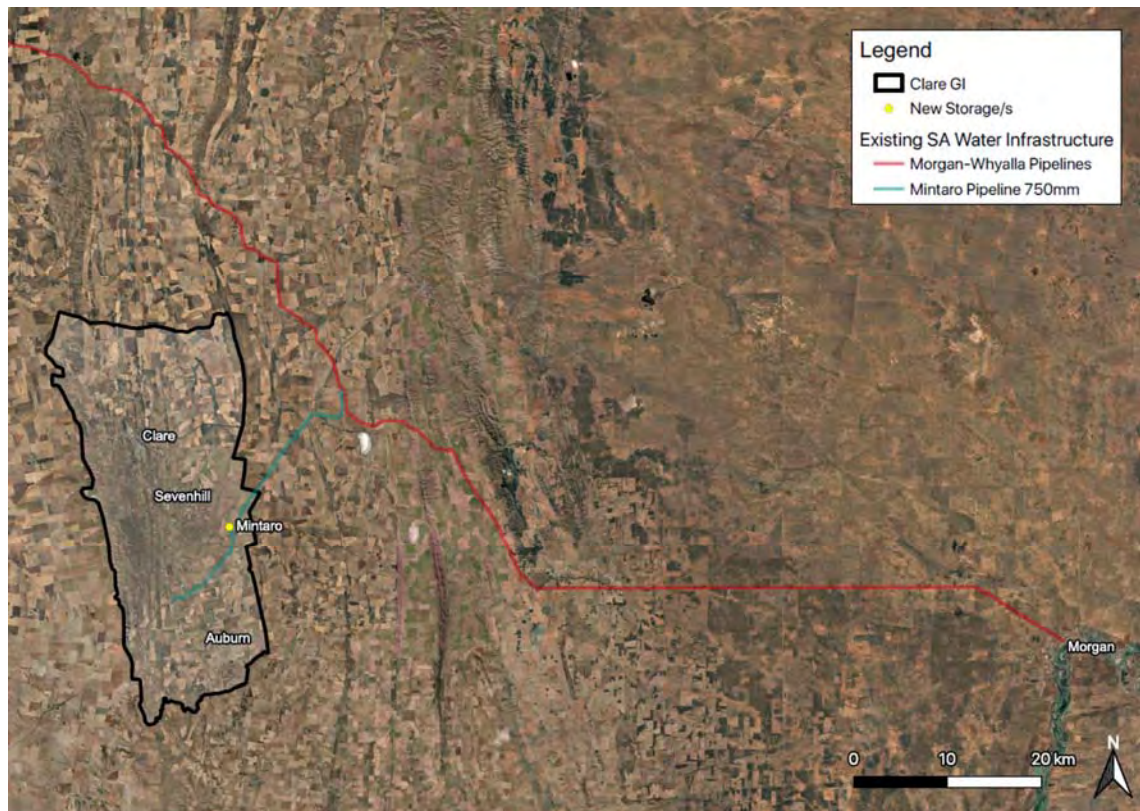 Legend
Clare GI
New Storage/s
Existing SA Water Infrastructure
Morgan-Whyalla Pipelines
Mintaro Pipeline 750mm
Clare
Sevenhill
Mintaro
Auburn
Morgan
0 10 20 km
N